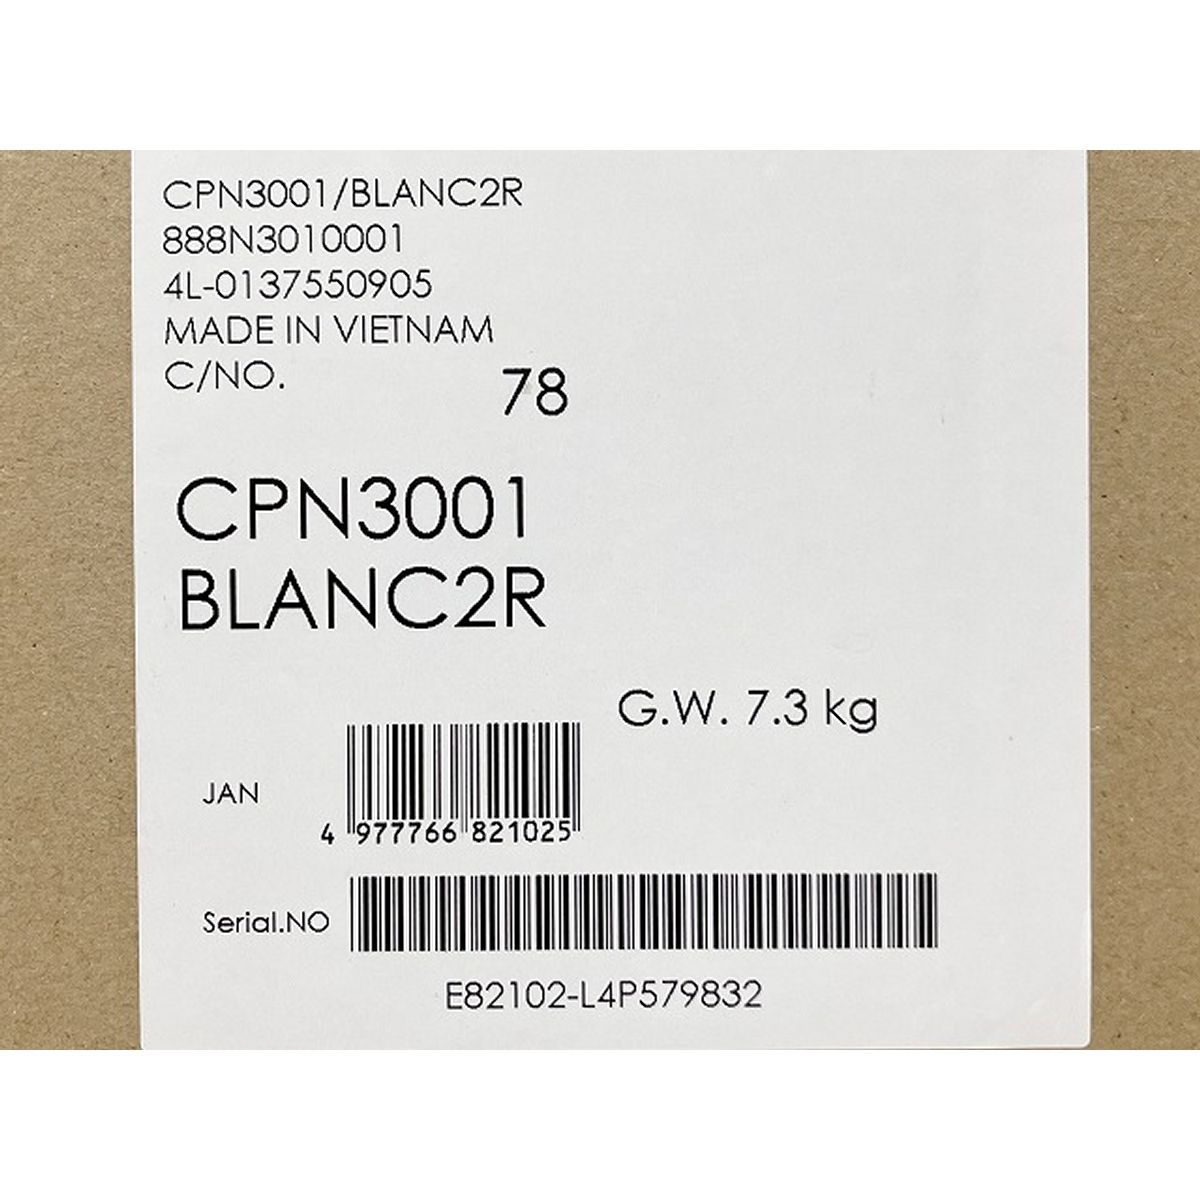 CPN3001/BLANC2R
888N3010001
4L-0137550905
MADE IN VIETNAM
C/NO. 78
CPN3001
BLANC2R
G.W. 7.3 kg
JAN
4 977766 821025
Serial.NO
E82102-L4P579832